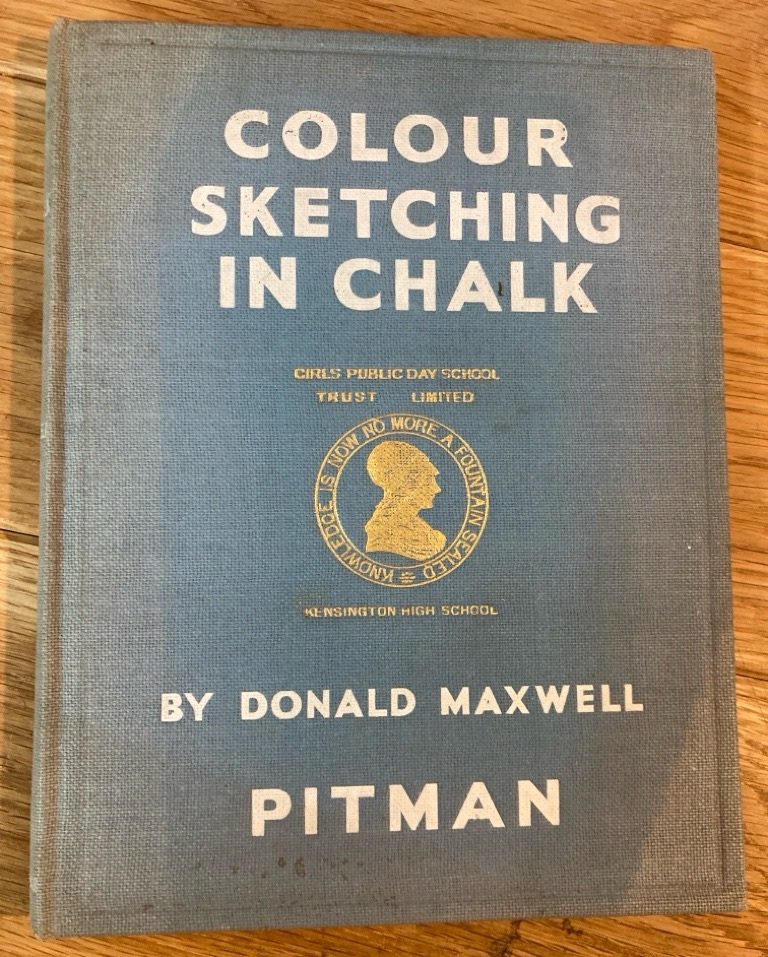 COLOUR
SKETCHING
IN CHALK
GIRLS PUBLIC DAY SCHOOL
TRUST LIMITED
KNOWLEDGE IS NOW NO MORE A FOUNTAIN SEALED
KENSINGTON HIGH SCHOOL
BY DONALD MAXWELL
PITMAN